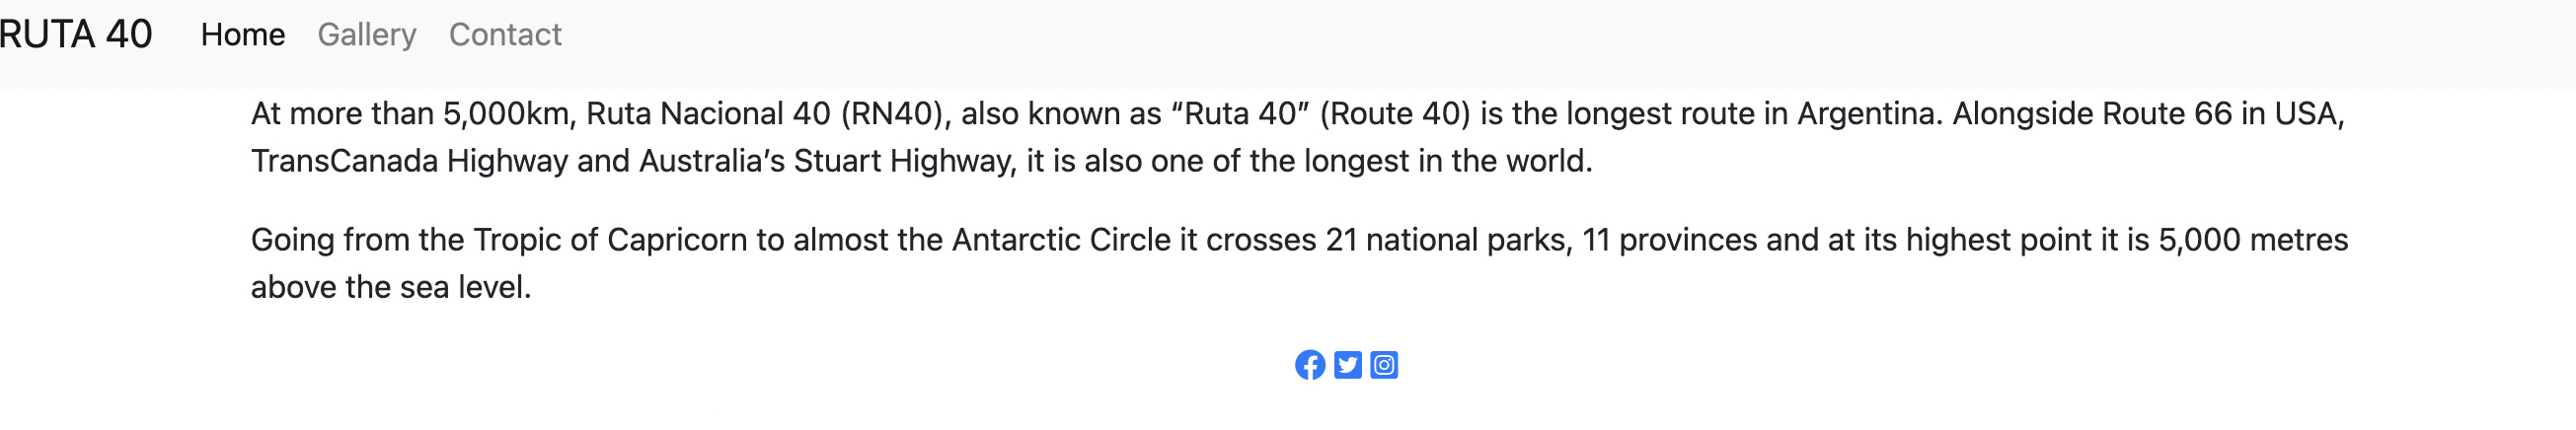 RUTA 40 Home Gallery Contact
At more than 5,000km, Ruta Nacional 40 (RN40), also known as “Ruta 40” (Route 40) is the longest route in Argentina. Alongside Route 66 in USA,
TransCanada Highway and Australia’s Stuart Highway, it is also one of the longest in the world.
Going from the Tropic of Capricorn to almost the Antarctic Circle it crosses 21 national parks, 11 provinces and at its highest point it is 5,000 metres
above the sea level.